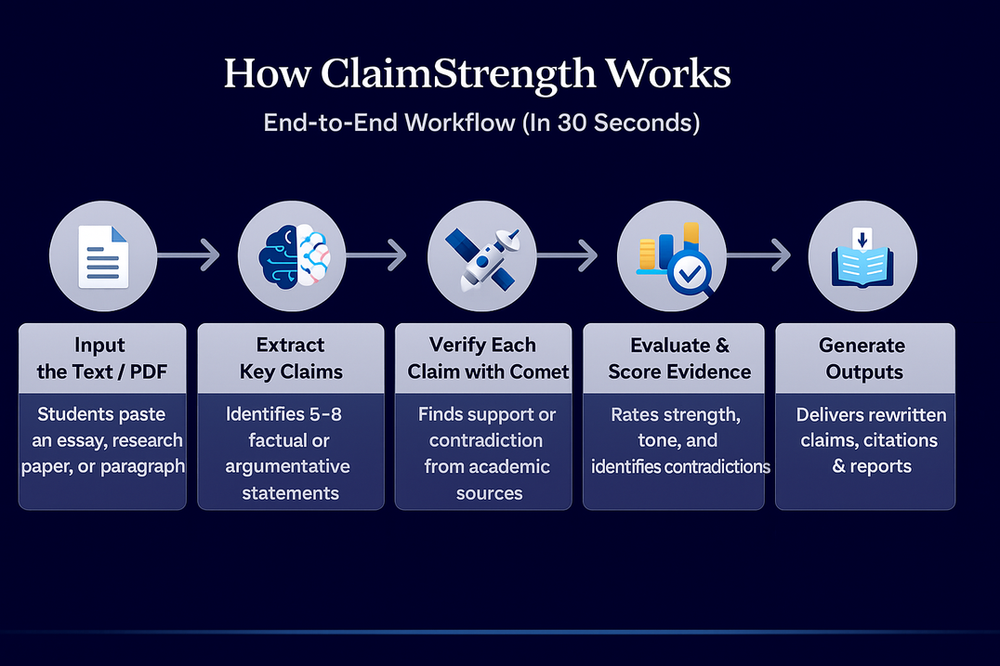 How ClaimStrength Works
End-to-End Workflow (In 30 Seconds)
Input
the Text / PDF
Students paste
an essay, research
paper, or paragraph
Extract
Key Claims
Identifies 5–8
factual or
argumentative
statements
Verify Each
Claim with Comet
Finds support or
contradiction
from academic
sources
Evaluate &
Score Evidence
Rates strength,
tone, and
identifies contradictions
Generate
Outputs
Delivers rewritten
claims, citations
& reports